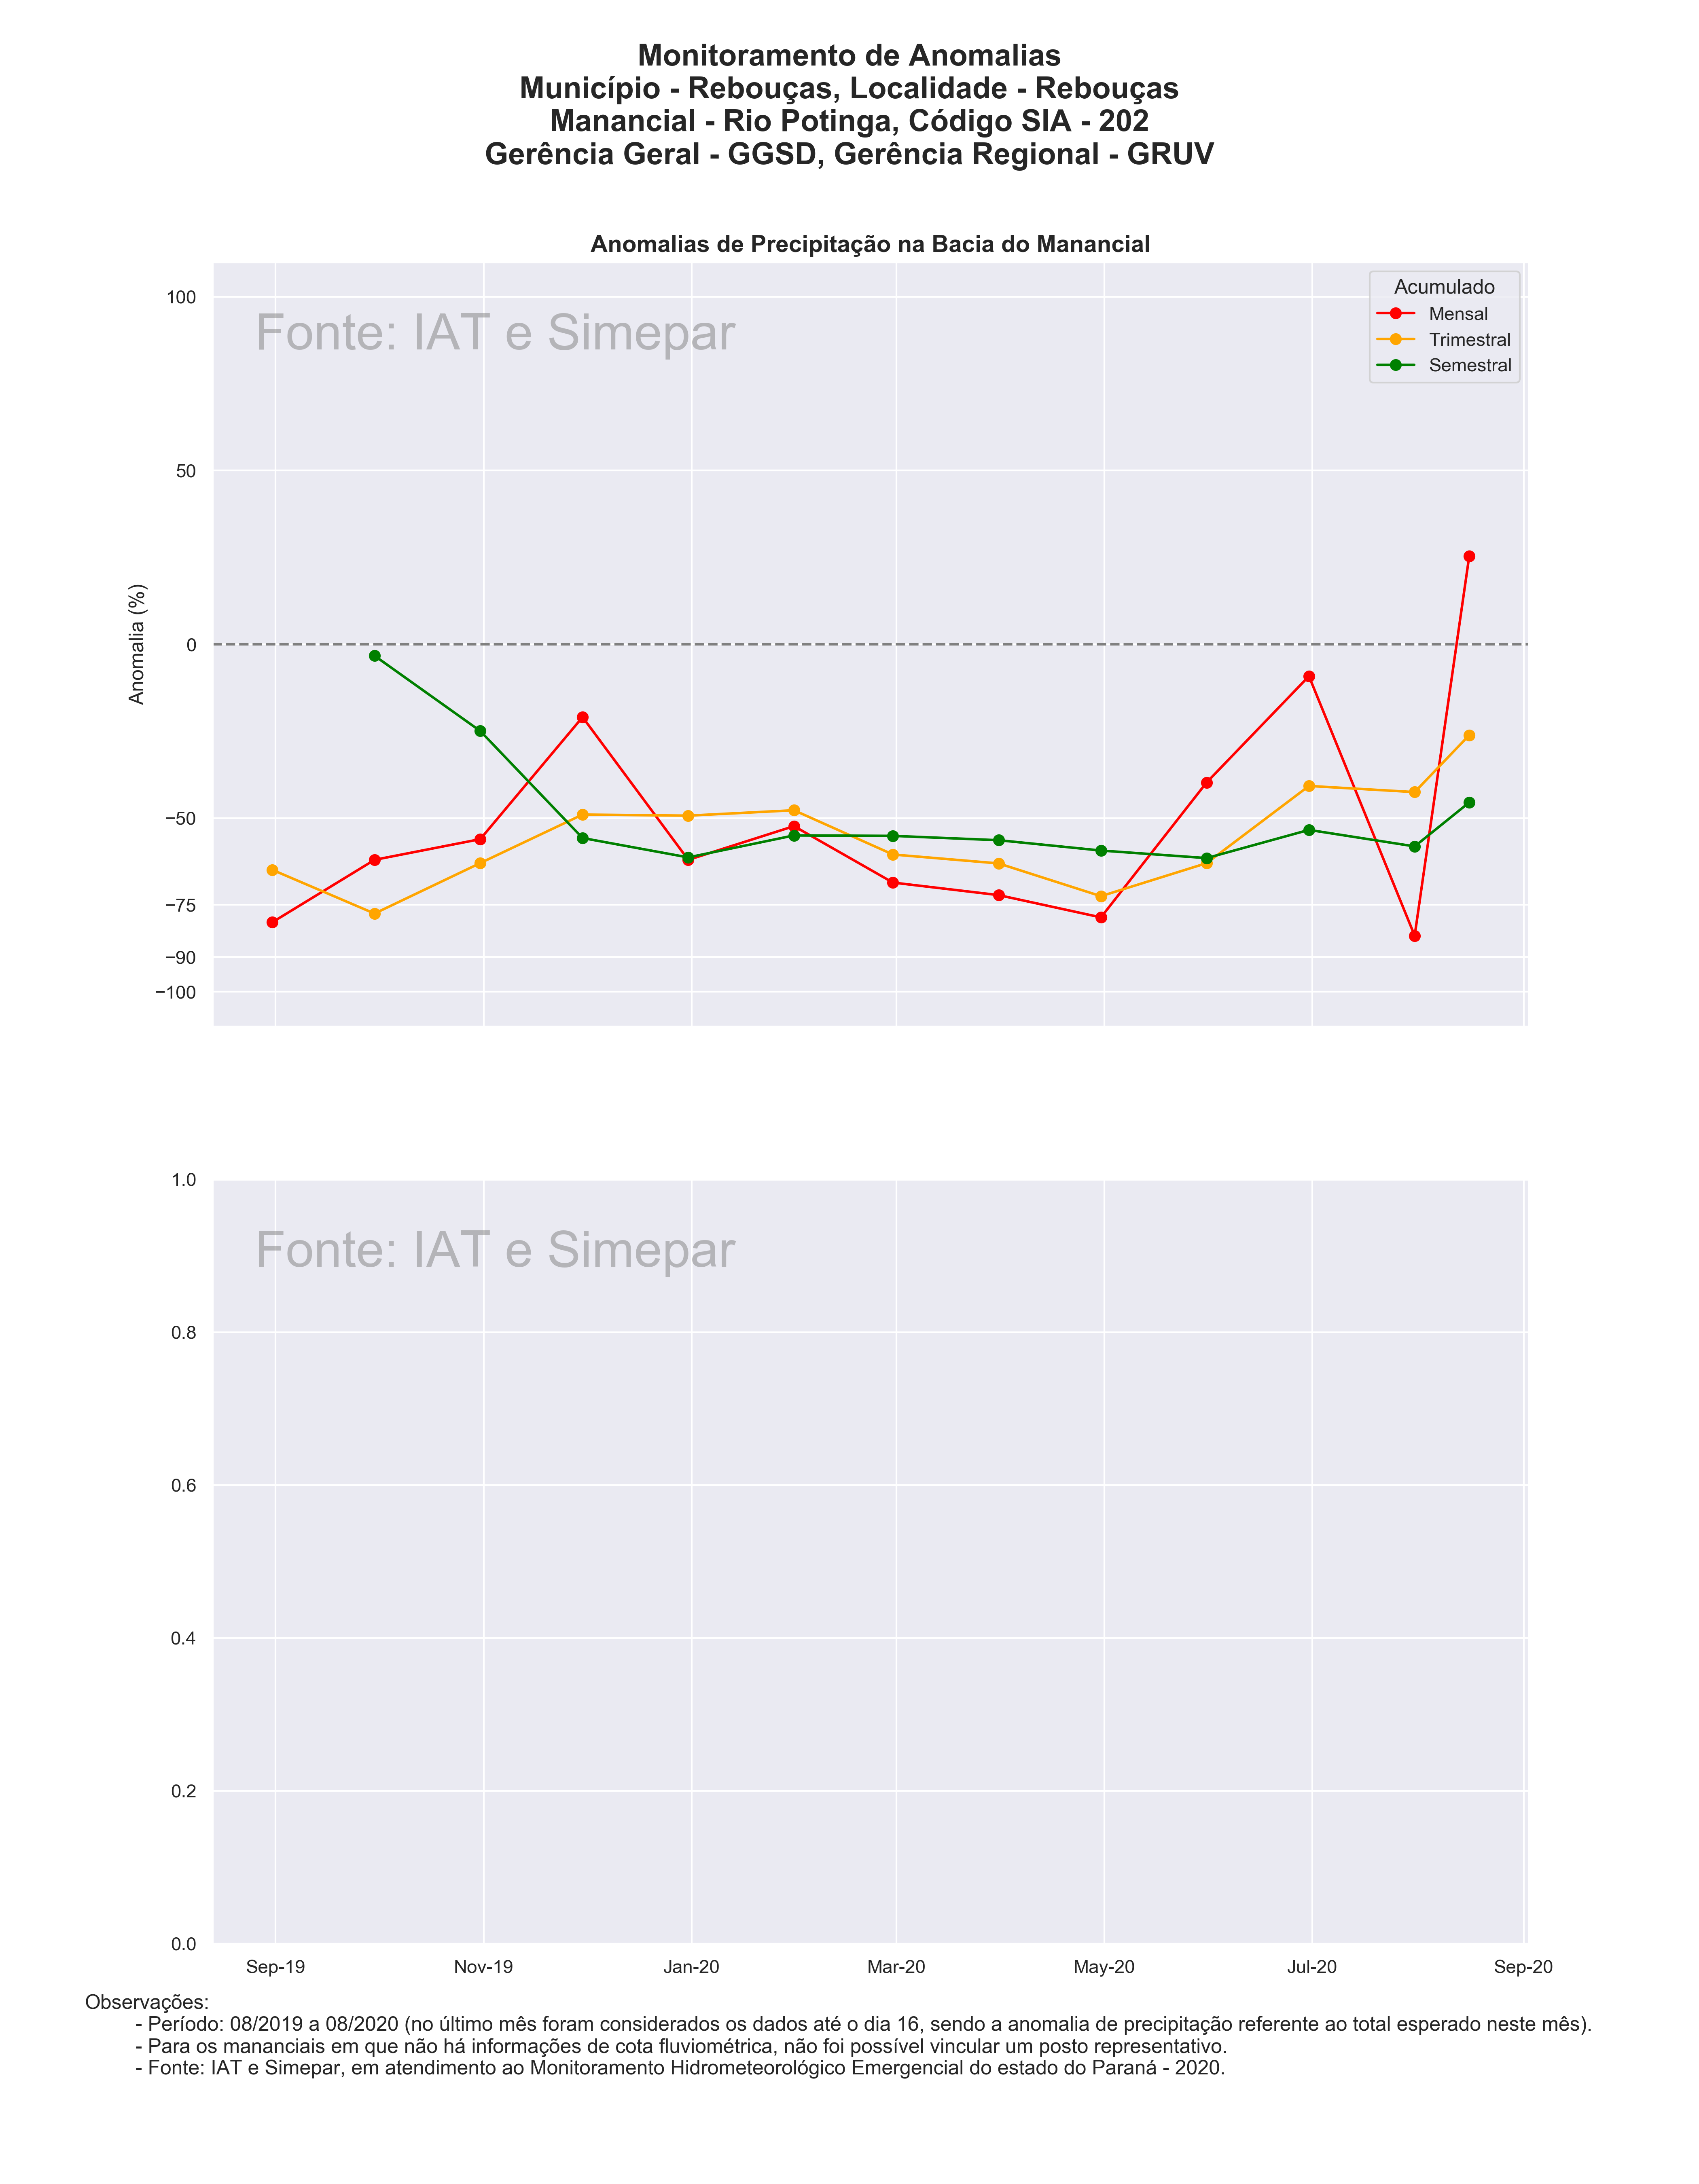 Monitoramento de Anomalias
Município - Rebouças, Localidade - Rebouças
Manancial - Rio Potinga, Código SIA - 202
Gerência Geral - GGSD, Gerência Regional - GRUV
Anomalias de Precipitação na Bacia do Manancial
Fonte: IAT e Simepar
Acumulado
Mensal
Trimestral
Semestral
Anomalia (%)
100
50
0
−50
−75
−90
−100
Fonte: IAT e Simepar
1.0
0.8
0.6
0.4
0.2
0.0
Sep-19 Nov-19 Jan-20 Mar-20 May-20 Jul-20 Sep-20
Observações:
- Período: 08/2019 a 08/2020 (no último mês foram considerados os dados até o dia 16, sendo a anomalia de precipitação referente ao total esperado neste mês).
- Para os mananciais em que não há informações de cota fluviométrica, não foi possível vincular um posto representativo.
- Fonte: IAT e Simepar, em atendimento ao Monitoramento Hidrometeorológico Emergencial do estado do Paraná - 2020.